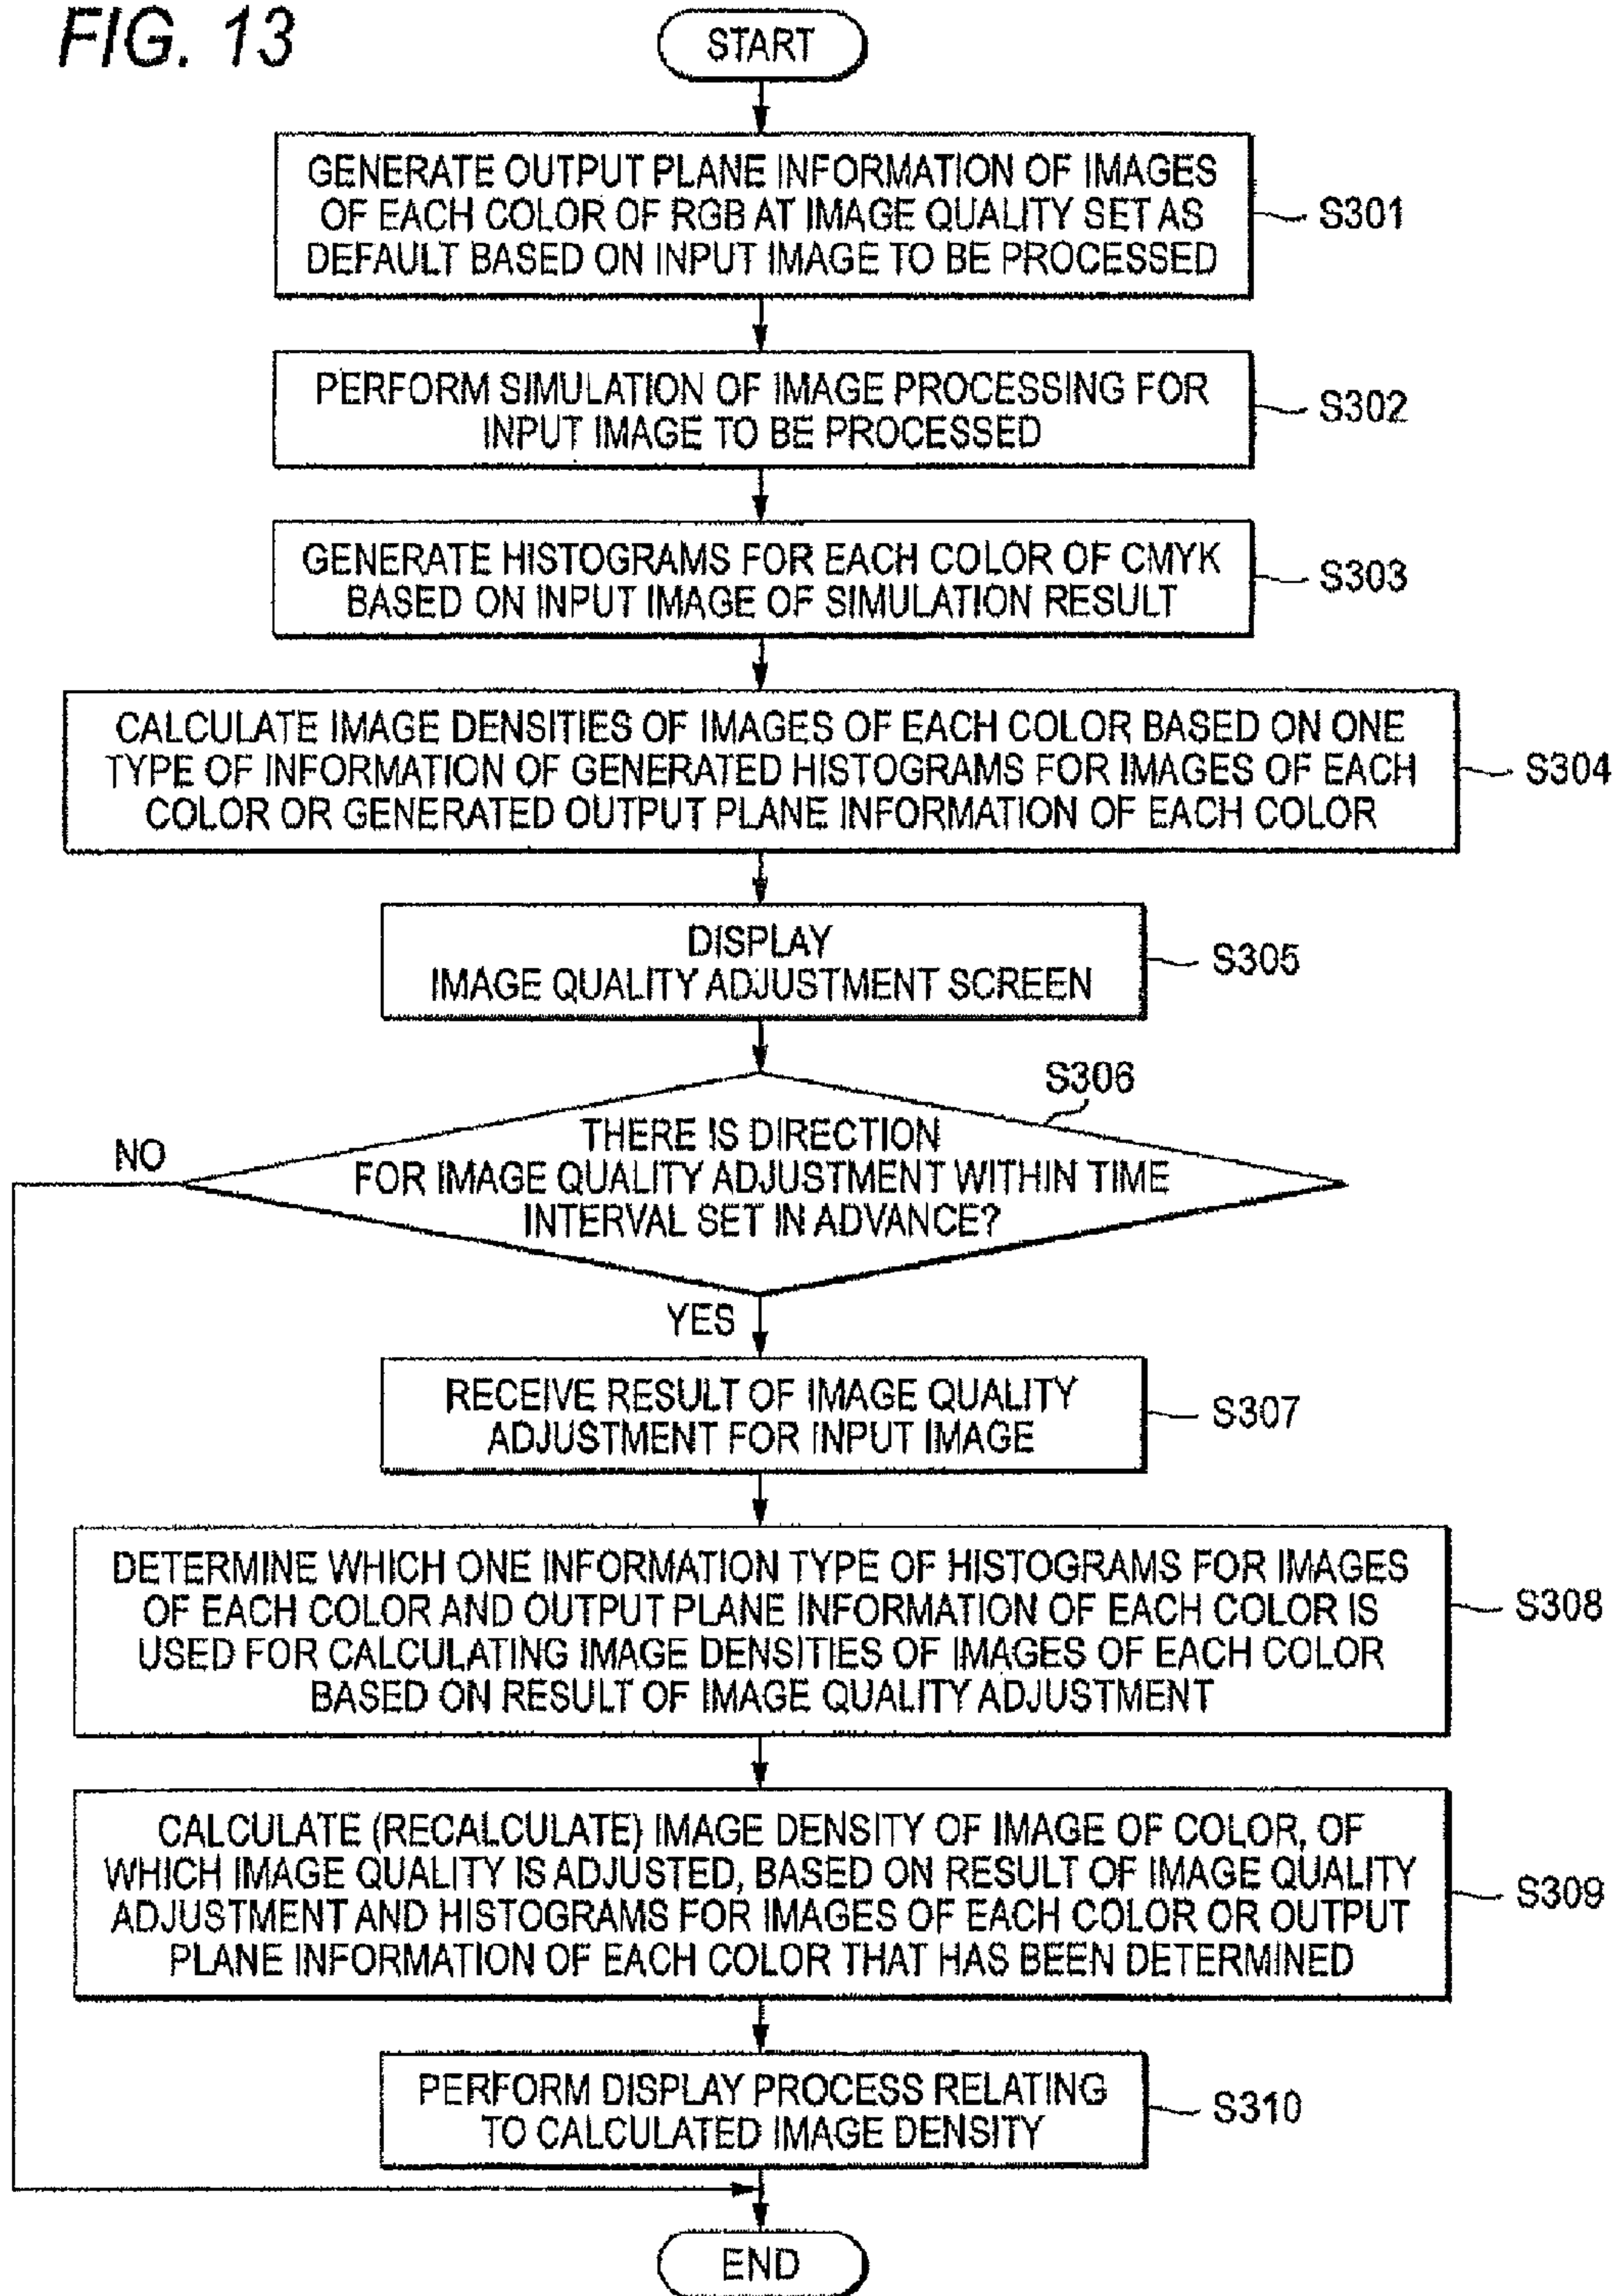 FIG. 13
START
GENERATE OUTPUT PLANE INFORMATION OF IMAGES
OF EACH COLOR OF RGB AT IMAGE QUALITY SET AS
DEFAULT BASED ON INPUT IMAGE TO BE PROCESSED
S301
PERFORM SIMULATION OF IMAGE PROCESSING FOR
INPUT IMAGE TO BE PROCESSED
S302
GENERATE HISTOGRAMS FOR EACH COLOR OF CMYK
BASED ON INPUT IMAGE OF SIMULATION RESULT
S303
CALCULATE IMAGE DENSITIES OF IMAGES OF EACH COLOR BASED ON ONE
TYPE OF INFORMATION OF GENERATED HISTOGRAMS FOR IMAGES OF EACH
COLOR OR GENERATED OUTPUT PLANE INFORMATION OF EACH COLOR
S304
DISPLAY
IMAGE QUALITY ADJUSTMENT SCREEN
S305
S306
THERE IS DIRECTION
FOR IMAGE QUALITY ADJUSTMENT WITHIN TIME
INTERVAL SET IN ADVANCE?
NO
YES
RECEIVE RESULT OF IMAGE QUALITY
ADJUSTMENT FOR INPUT IMAGE
S307
DETERMINE WHICH ONE INFORMATION TYPE OF HISTOGRAMS FOR IMAGES
OF EACH COLOR AND OUTPUT PLANE INFORMATION OF EACH COLOR IS
USED FOR CALCULATING IMAGE DENSITIES OF IMAGES OF EACH COLOR
BASED ON RESULT OF IMAGE QUALITY ADJUSTMENT
S308
CALCULATE (RECALCULATE) IMAGE DENSITY OF IMAGE OF COLOR, OF
WHICH IMAGE QUALITY IS ADJUSTED, BASED ON RESULT OF IMAGE QUALITY
ADJUSTMENT AND HISTOGRAMS FOR IMAGES OF EACH COLOR OR OUTPUT
PLANE INFORMATION OF EACH COLOR THAT HAS BEEN DETERMINED
S309
PERFORM DISPLAY PROCESS RELATING
TO CALCULATED IMAGE DENSITY
S310
END